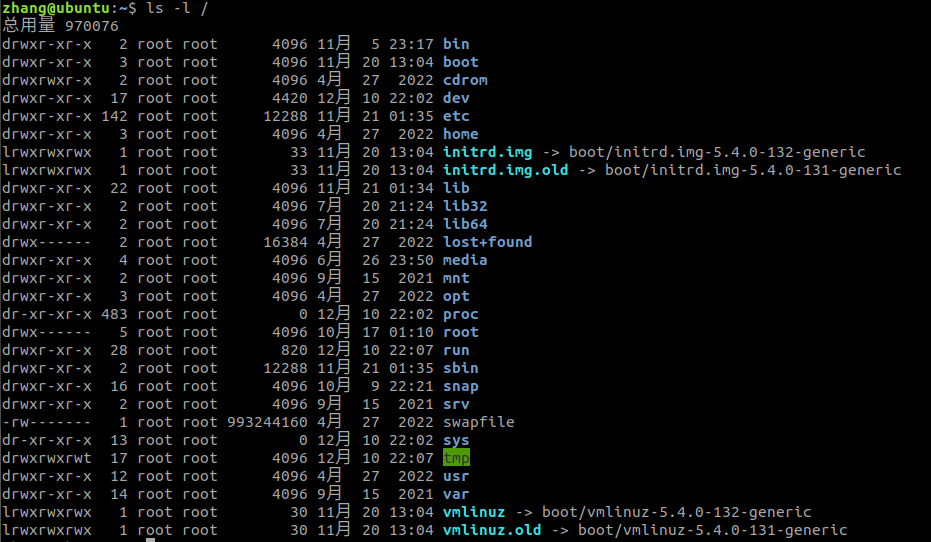 zhang@ubuntu:~$ ls -l /
总用量 970076
drwxr-xr-x   2 root root      4096 11月  5 23:17 bin
drwxr-xr-x   3 root root      4096 11月 20 13:04 boot
drwxrwxr-x   2 root root      4096 4月  27  2022 cdrom
drwxr-xr-x  17 root root      4420 12月 10 22:02 dev
drwxr-xr-x 142 root root     12288 11月 21 01:35 etc
drwxr-xr-x   3 root root      4096 4月  27  2022 home
lrwxrwxrwx   1 root root        33 11月 20 13:04 initrd.img -> boot/initrd.img-5.4.0-132-generic
lrwxrwxrwx   1 root root        33 11月 20 13:04 initrd.img.old -> boot/initrd.img-5.4.0-131-generic
drwxr-xr-x  22 root root      4096 11月 21 01:34 lib
drwxr-xr-x   2 root root      4096 7月  20 21:24 lib32
drwxr-xr-x   2 root root      4096 7月  20 21:24 lib64
drwx------   2 root root     16384 4月  27  2022 lost+found
drwxr-xr-x   4 root root      4096 6月  26 23:50 media
drwxr-xr-x   2 root root      4096 9月  15  2021 mnt
drwxr-xr-x   3 root root      4096 4月  27  2022 opt
dr-xr-xr-x 483 root root         0 12月 10 22:02 proc
drwx------   5 root root      4096 10月 17 01:10 root
drwxr-xr-x  28 root root       820 12月 10 22:07 run
drwxr-xr-x   2 root root     12288 11月 21 01:35 sbin
drwxr-xr-x  16 root root      4096 10月  9 22:21 snap
drwxr-xr-x   2 root root      4096 9月  15  2021 srv
-rw-------   1 root root 993244160 4月  27  2022 swapfile
dr-xr-xr-x  13 root root         0 12月 10 22:02 sys
drwxrwxrwt  17 root root      4096 12月 10 22:07 tmp
drwxr-xr-x  12 root root      4096 4月  27  2022 usr
drwxr-xr-x  14 root root      4096 9月  15  2021 var
lrwxrwxrwx   1 root root        30 11月 20 13:04 vmlinuz -> boot/vmlinuz-5.4.0-132-generic
lrwxrwxrwx   1 root root        30 11月 20 13:04 vmlinuz.old -> boot/vmlinuz-5.4.0-131-generic